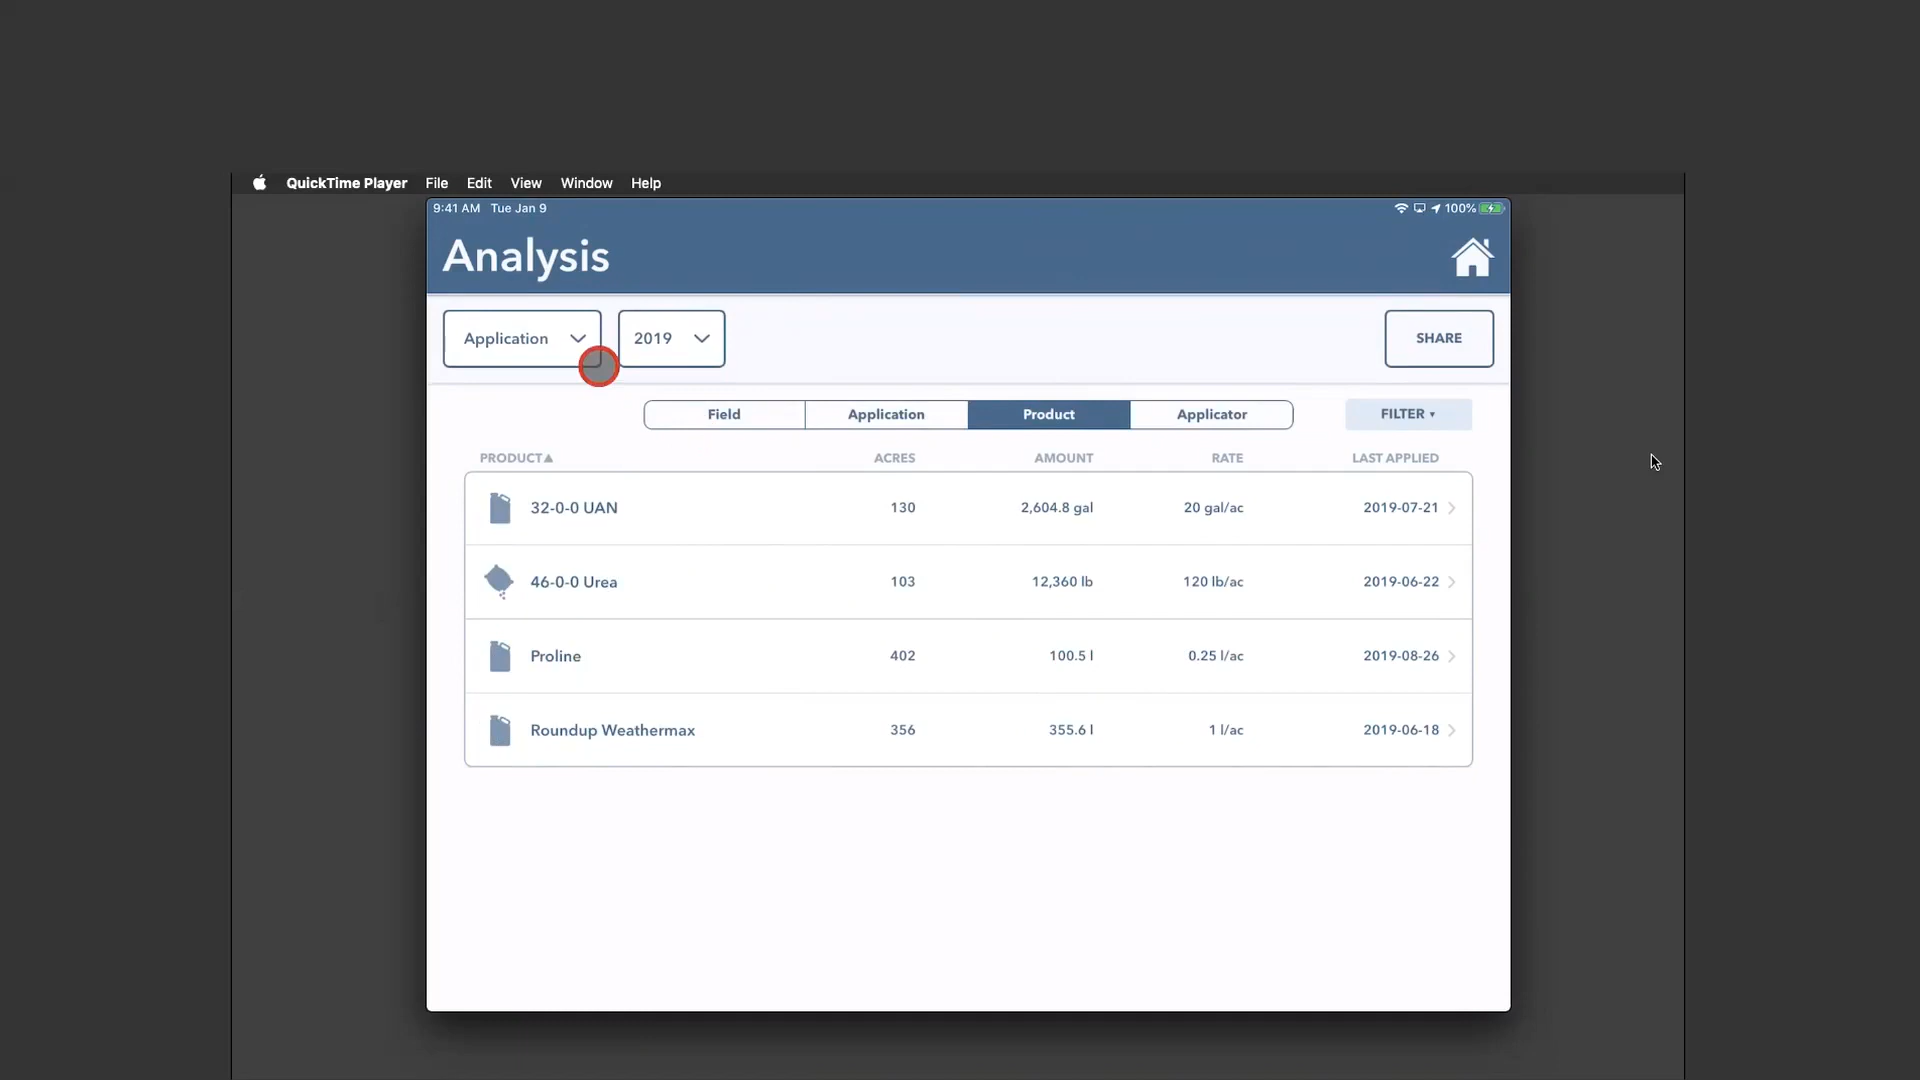 QuickTime Player File Edit View Window Help
9:41 AM Tue Jan 9 100%
Analysis
Application 2019 SHARE
Field Application Product Applicator FILTER ▾
PRODUCT▲ ACRES AMOUNT RATE LAST APPLIED
32-0-0 UAN 130 2,604.8 gal 20 gal/ac 2019-07-21
46-0-0 Urea 103 12,360 lb 120 lb/ac 2019-06-22
Proline 402 100.5 l 0.25 l/ac 2019-08-26
Roundup Weathermax 356 355.6 l 1 l/ac 2019-06-18